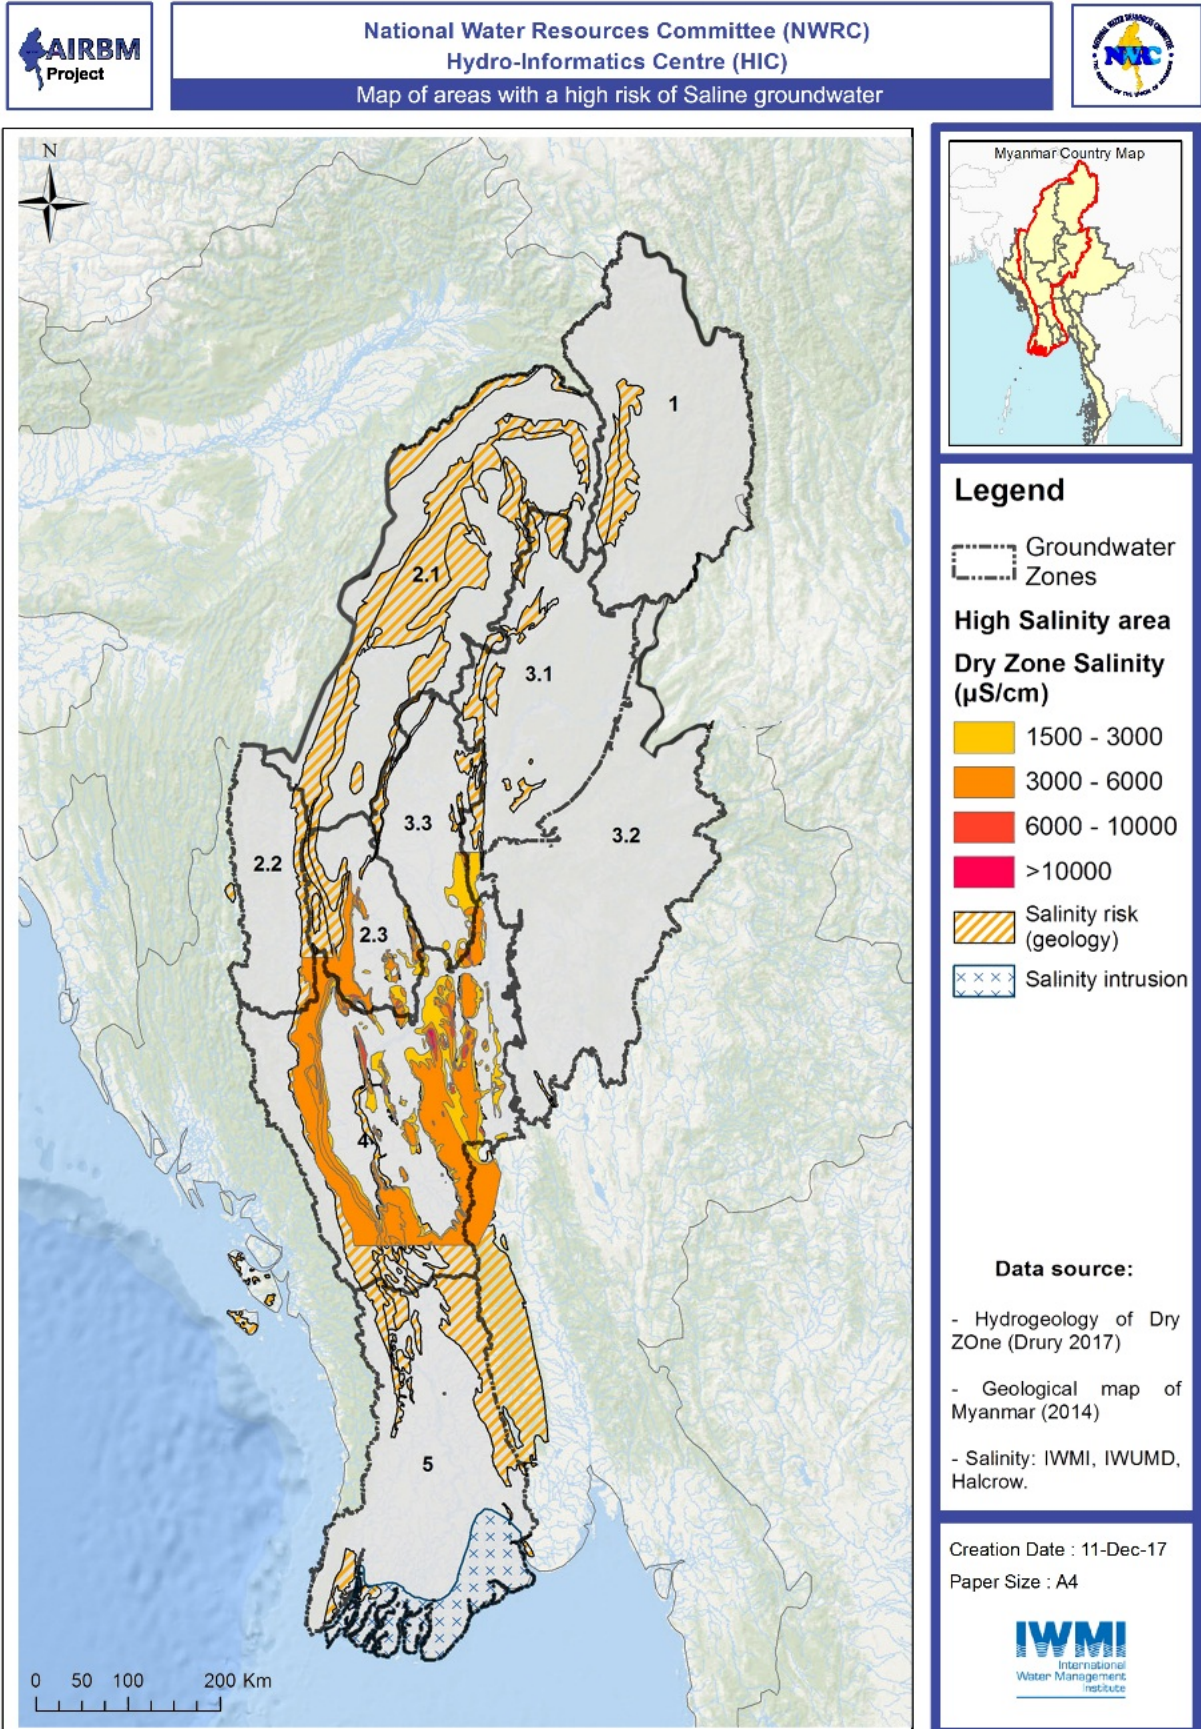 AIRBM
Project
National Water Resources Committee (NWRC)
Hydro-Informatics Centre (HIC)
Map of areas with a high risk of Saline groundwater
NWRC
N
1
2.1
3.1
3.3
3.2
2.2
2.3
4
5
0 50 100 200 Km
Myanmar Country Map
Legend
Groundwater
Zones
High Salinity area
Dry Zone Salinity
(µS/cm)
1500 - 3000
3000 - 6000
6000 - 10000
>10000
Salinity risk
(geology)
Salinity intrusion
Data source:
- Hydrogeology of Dry
ZOne (Drury 2017)
- Geological map of
Myanmar (2014)
- Salinity: IWMI, IWUMD,
Halcrow.
Creation Date : 11-Dec-17
Paper Size : A4
IWMI
International
Water Management
Institute